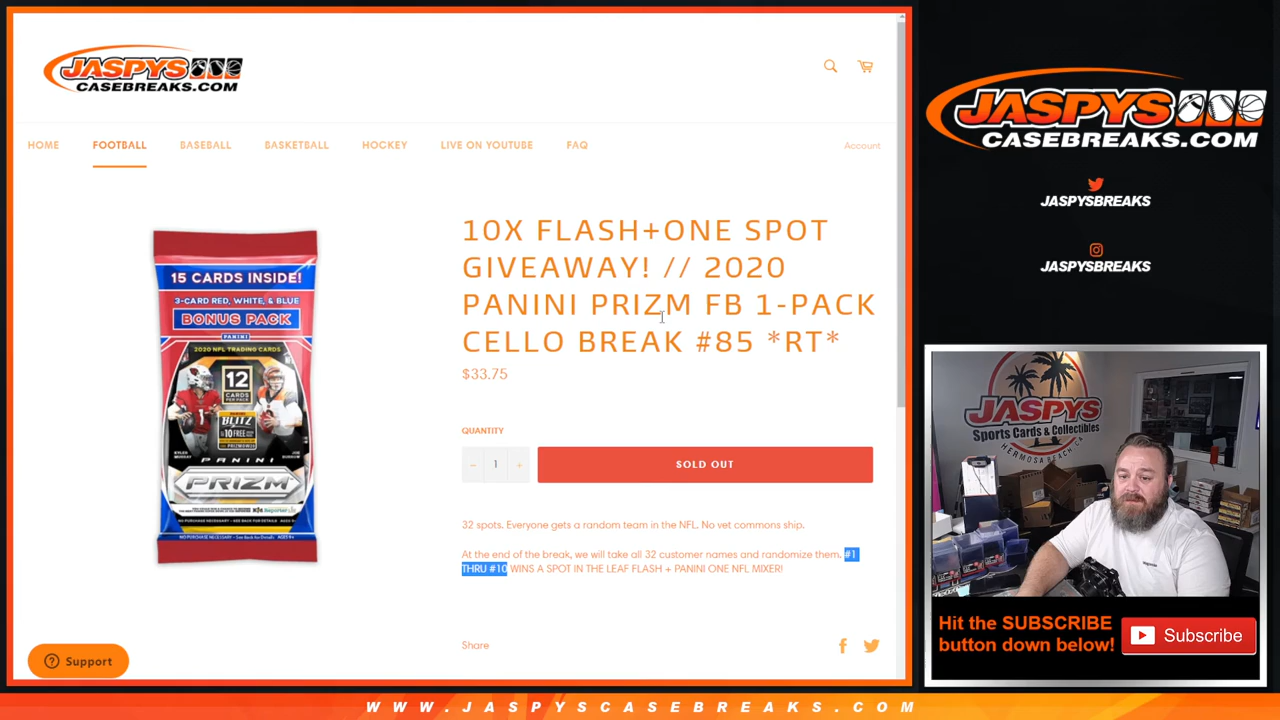 JASPYS
CASEBREAKS.COM
HOME FOOTBALL BASEBALL BASKETBALL HOCKEY LIVE ON YOUTUBE FAQ Account
15 CARDS INSIDE!
3-CARD RED, WHITE, & BLUE
BONUS PACK
PANINI
2020 NFL TRADING CARDS
12
CARDS
PER PACK
BLITZ
PANINI
PRIZM
10X FLASH+ONE SPOT
GIVEAWAY! // 2020
PANINI PRIZM FB 1-PACK
CELLO BREAK #85 *RT*
$33.75
QUANTITY
− 1 + SOLD OUT
32 spots. Everyone gets a random team in the NFL. No vet commons ship.
At the end of the break, we will take all 32 customer names and randomize them, #1
THRU #10 WINS A SPOT IN THE LEAF FLASH + PANINI ONE NFL MIXER!
Share
Support
JASPYS
CASEBREAKS.COM
JASPYSBREAKS
JASPYSBREAKS
JASPYS
Sports Cards & Collectibles
HERMOSA BEACH, CA
Hit the SUBSCRIBE
button down below!
Subscribe
WWW.JASPYSCASEBREAKS.COM